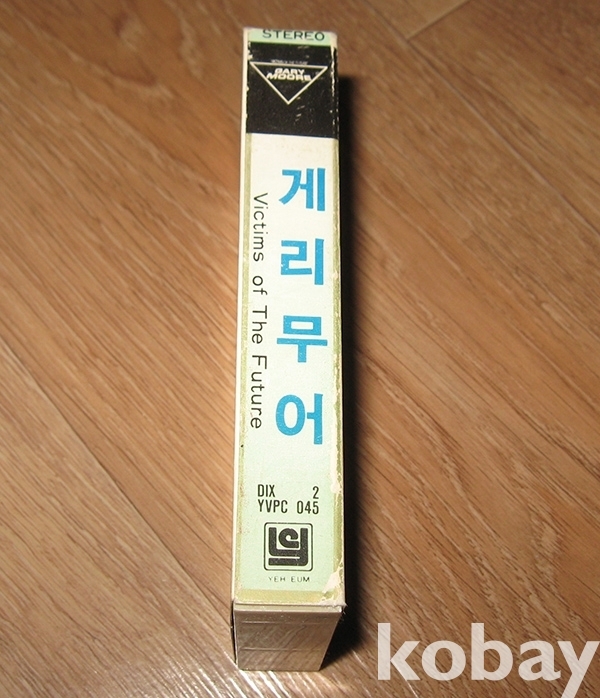 STEREO
GARY
MOORE
게리무어
Victims of The Future
DIX 2
YVPC 045
YEH EUM
kobay